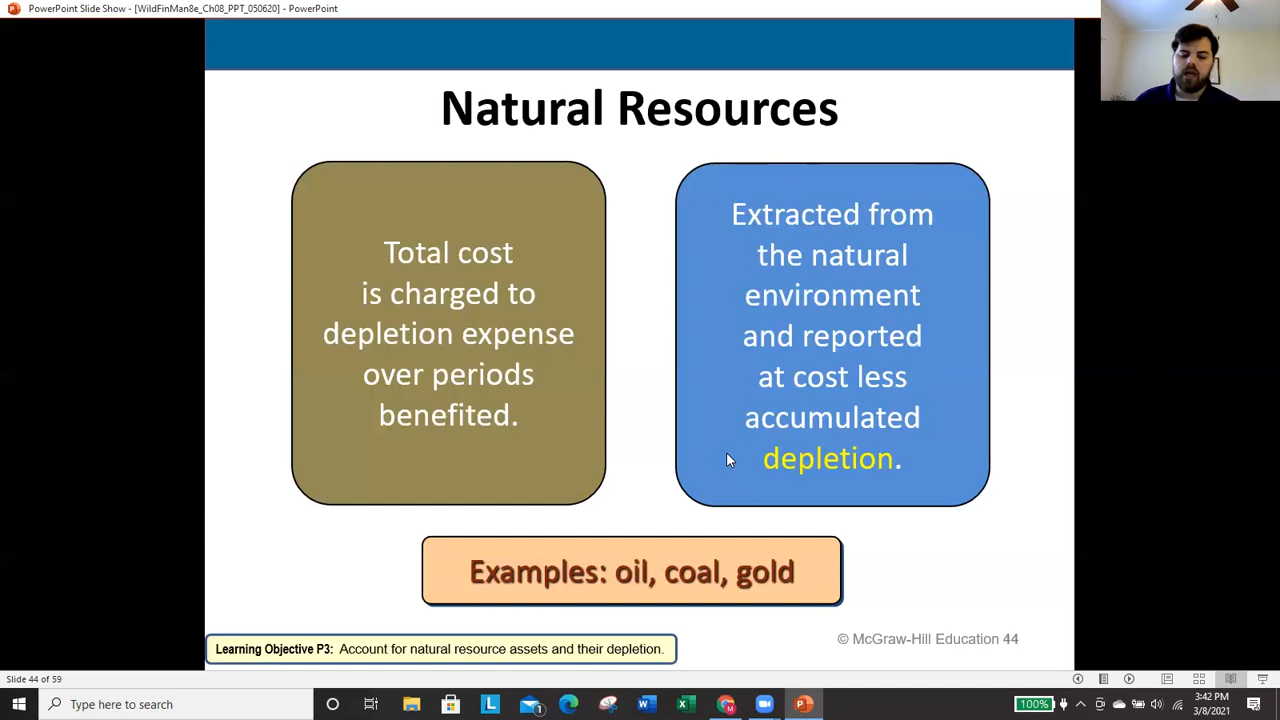 PowerPoint Slide Show - [WildFinMan8e_Ch08_PPT_050620] - PowerPoint
Natural Resources
Total cost
is charged to
depletion expense
over periods
benefited.
Extracted from
the natural
environment
and reported
at cost less
accumulated
depletion.
Examples: oil, coal, gold
© McGraw-Hill Education 44
Learning Objective P3: Account for natural resource assets and their depletion.
Slide 44 of 59
Type here to search
100%
3:42 PM
3/8/2021